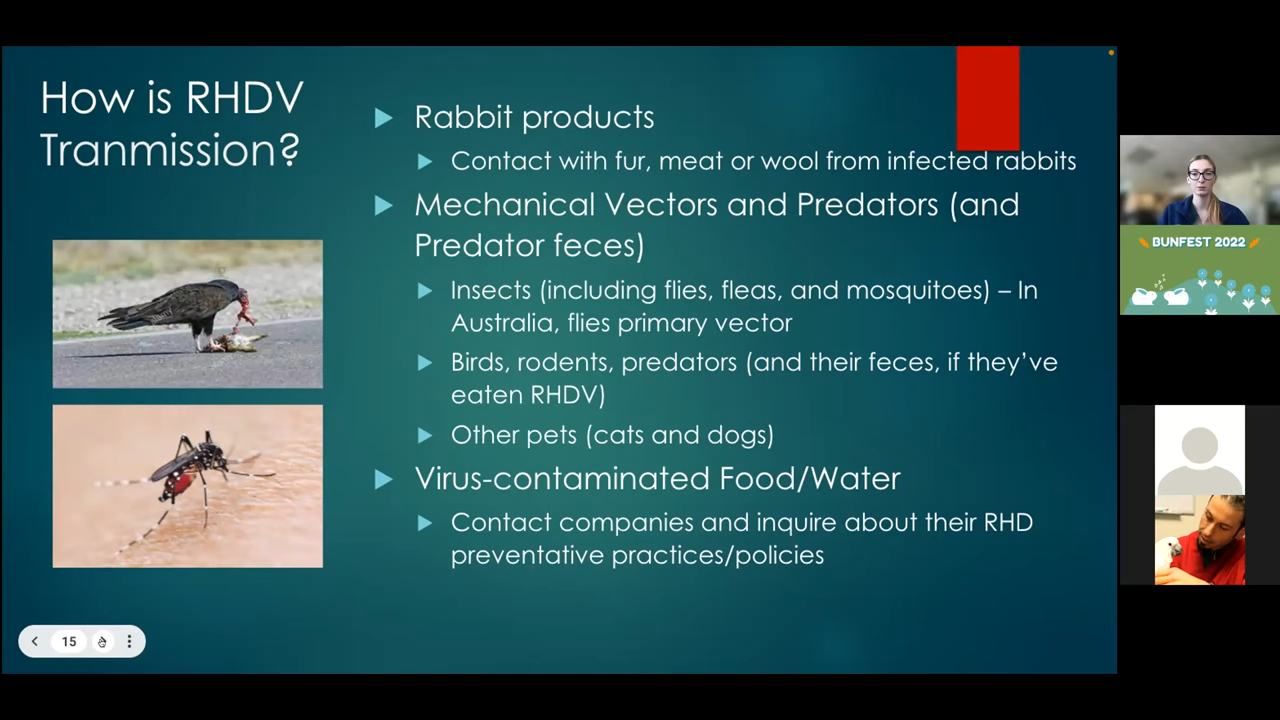 How is RHDV
Tranmission?
Rabbit products
Contact with fur, meat or wool from infected rabbits
Mechanical Vectors and Predators (and
Predator feces)
Insects (including flies, fleas, and mosquitoes) – In
Australia, flies primary vector
Birds, rodents, predators (and their feces, if they've
eaten RHDV)
Other pets (cats and dogs)
Virus-contaminated Food/Water
Contact companies and inquire about their RHD
preventative practices/policies
15
BUNFEST 2022